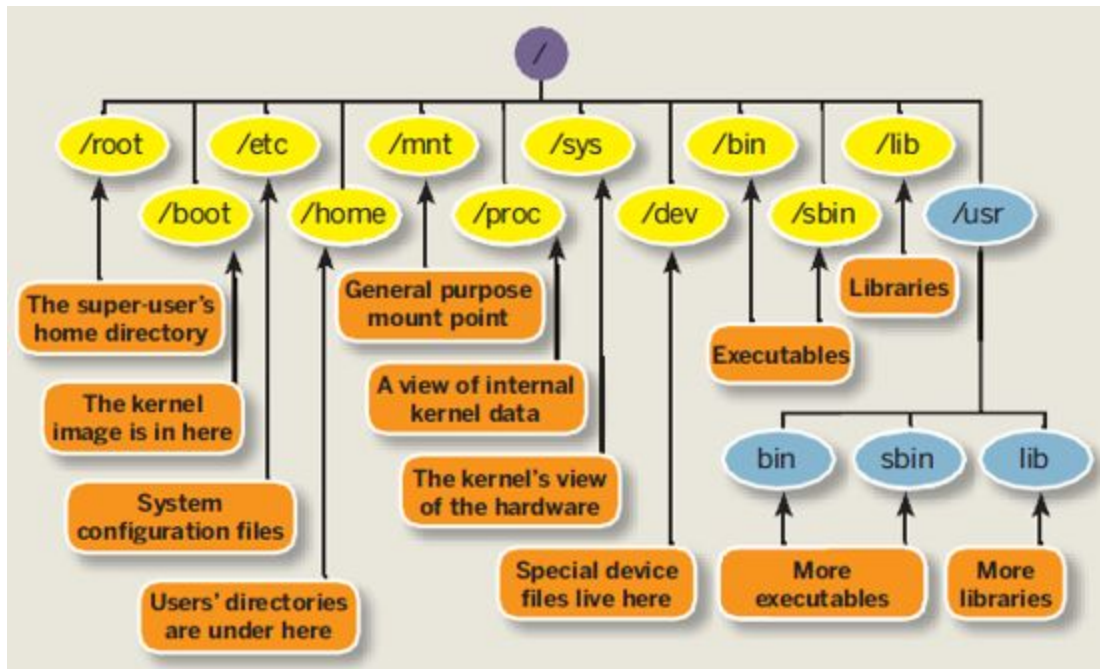 /
/root
/etc
/mnt
/sys
/bin
/lib
/boot
/home
/proc
/dev
/sbin
/usr
The super-user's
home directory
General purpose
mount point
Libraries
Executables
The kernel
image is in here
A view of internal
kernel data
bin
sbin
lib
System
configuration files
The kernel's view
of the hardware
Users' directories
are under here
Special device
files live here
More
executables
More
libraries